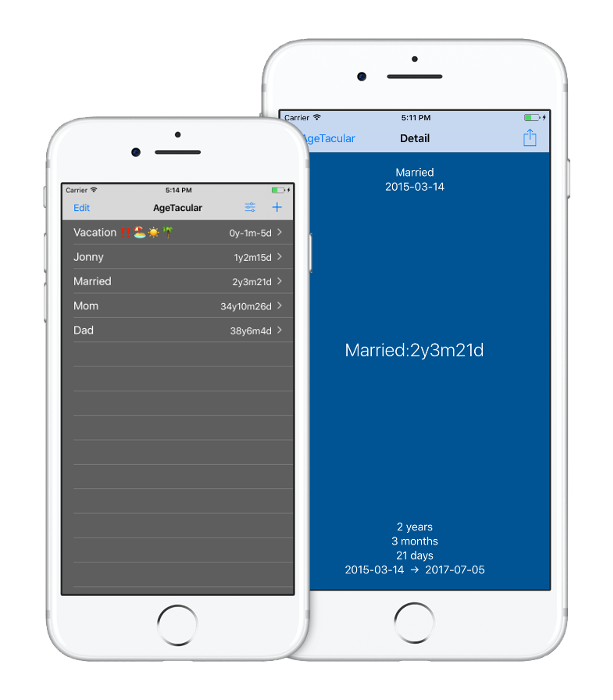 Carrier 5:14 PM
Edit AgeTacular +
Vacation ‼️🏖☀️🌴 0y-1m-5d >
Jonny 1y2m15d >
Married 2y3m21d >
Mom 34y10m26d >
Dad 38y6m4d >
Carrier 5:11 PM
AgeTacular Detail
Married
2015-03-14
Married:2y3m21d
2 years
3 months
21 days
2015-03-14 → 2017-07-05